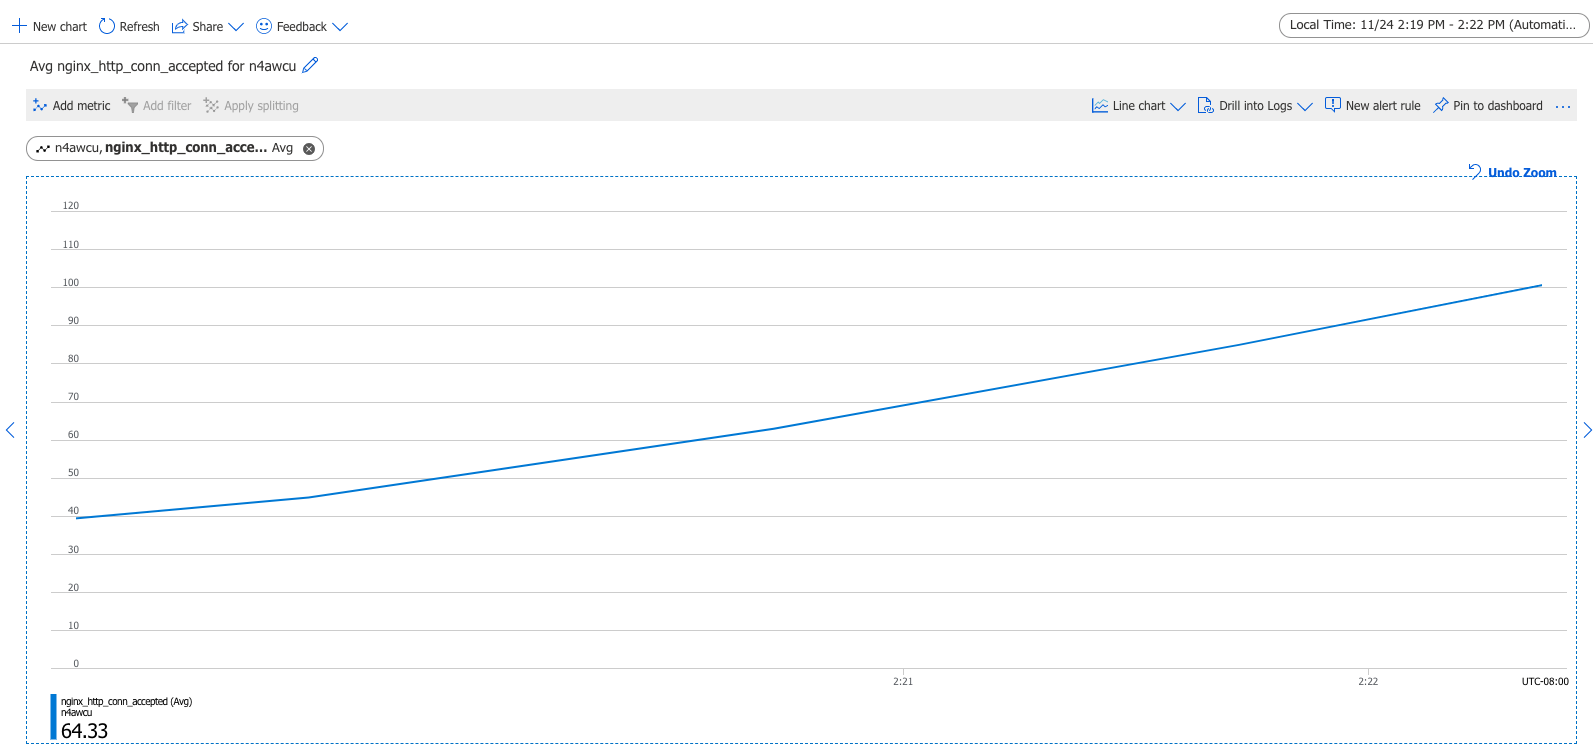 New chart Refresh Share Feedback Local Time: 11/24 2:19 PM - 2:22 PM (Automati...
Avg nginx_http_conn_accepted for n4awcu
Add metric Add filter Apply splitting Line chart Drill into Logs New alert rule Pin to dashboard ...
n4awcu, nginx_http_conn_acce... Avg
Undo Zoom
120
110
100
90
80
70
60
50
40
30
20
10
0
2:21 2:22 UTC-08:00
nginx_http_conn_accepted (Avg)
n4awcu
64.33